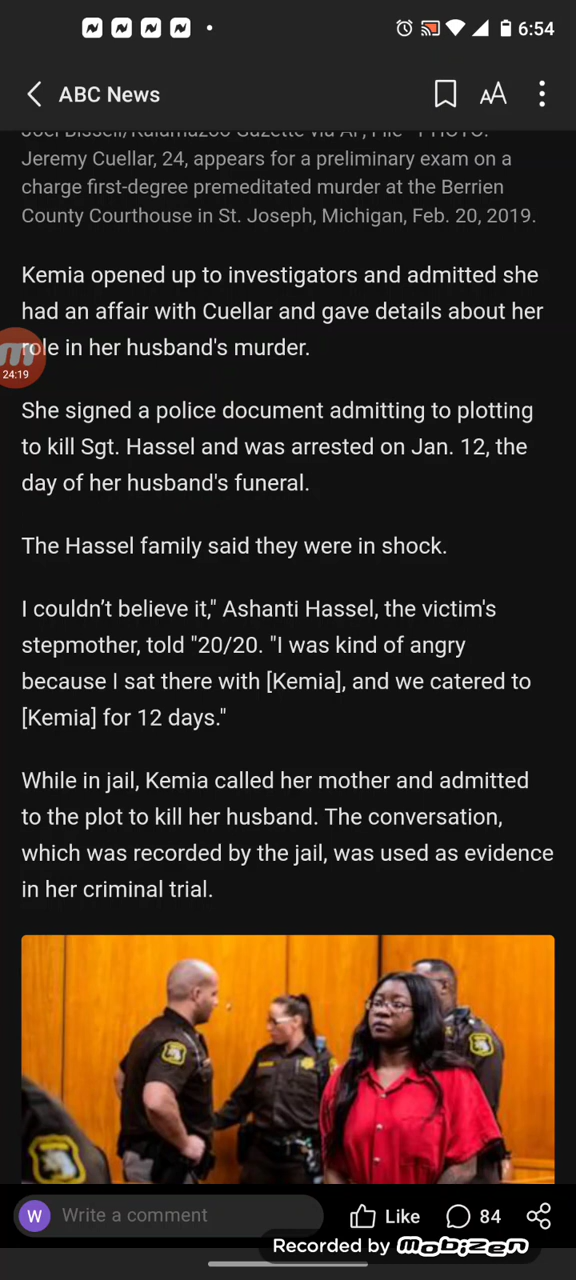 6:54
ABC News
AA
Joel Bissell/Kalamazoo Gazette via AP, File - PHOTO:
Jeremy Cuellar, 24, appears for a preliminary exam on a
charge first-degree premeditated murder at the Berrien
County Courthouse in St. Joseph, Michigan, Feb. 20, 2019.
Kemia opened up to investigators and admitted she
had an affair with Cuellar and gave details about her
role in her husband's murder.
24:19
She signed a police document admitting to plotting
to kill Sgt. Hassel and was arrested on Jan. 12, the
day of her husband's funeral.
The Hassel family said they were in shock.
I couldn’t believe it," Ashanti Hassel, the victim's
stepmother, told "20/20. "I was kind of angry
because I sat there with [Kemia], and we catered to
[Kemia] for 12 days."
While in jail, Kemia called her mother and admitted
to the plot to kill her husband. The conversation,
which was recorded by the jail, was used as evidence
in her criminal trial.
W Write a comment Like 84
Recorded by mobizen